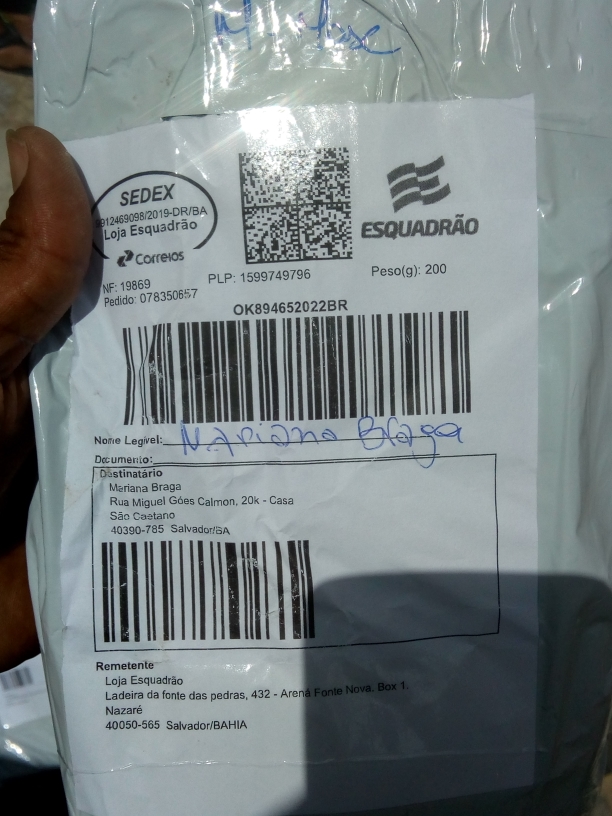 SEDEX
9912469098/2019-DR/BA
Loja Esquadrão
Correios
ESQUADRÃO
NF: 19869
PLP: 1599749796
Peso(g): 200
Pedido: 078350657
OK894652022BR
Nome Legível: Mariana Braga
Documento:
Destinatário
Mariana Braga
Rua Miguel Góes Calmon, 20k - Casa
São Caetano
40390-785 Salvador/BA
Remetente
Loja Esquadrão
Ladeira da fonte das pedras, 432 - Arena Fonte Nova, Box 1.
Nazaré
40050-565 Salvador/BAHIA